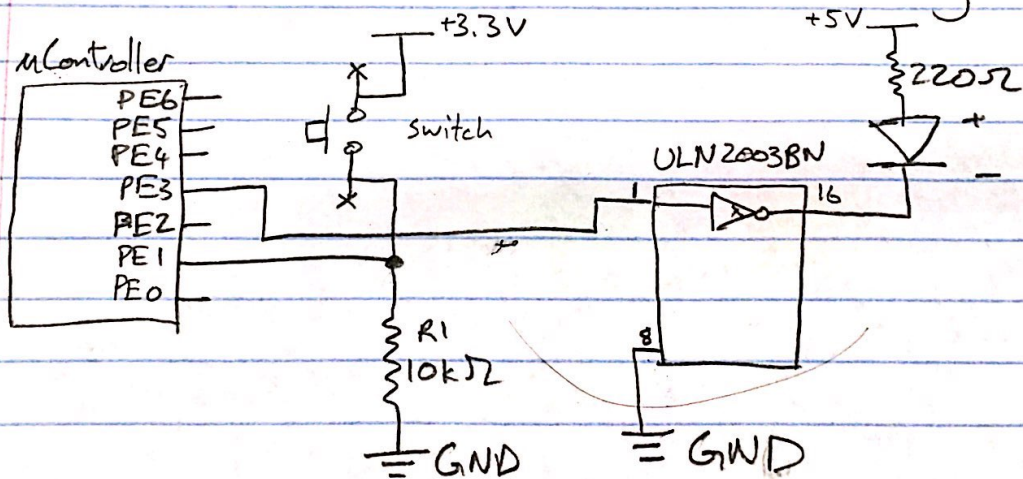 +3.3V
+5V
μController
220Ω
PE6
PE5
PE4
PE3
PE2
PE1
PE0
switch
ULN2003BN
1
16
8
+
-
R1
10kΩ
GND
GND